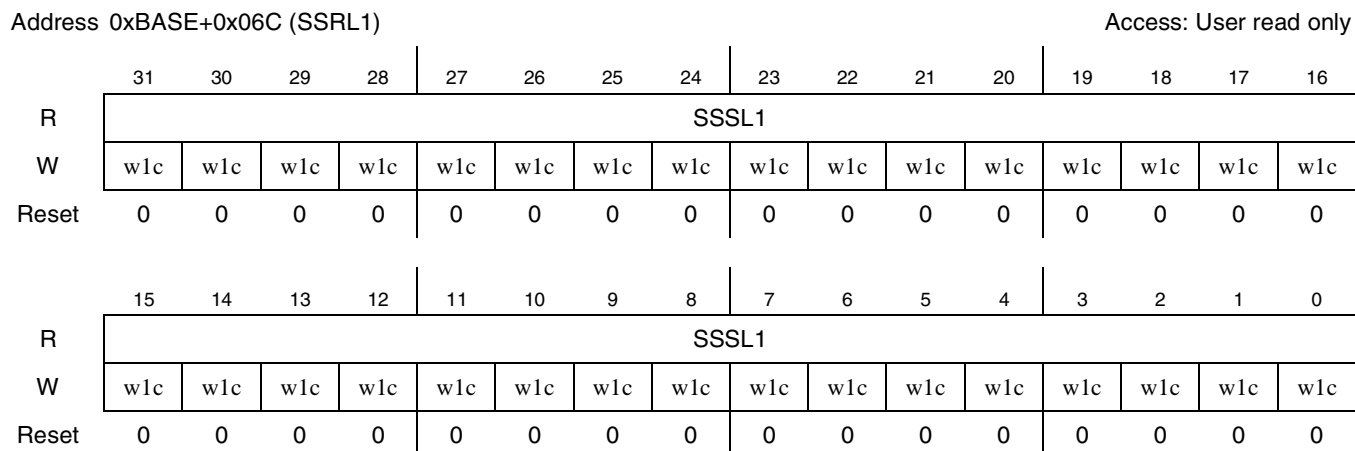 Address 0xBASE+0x06C (SSRL1) Access: User read only
31 30 29 28 27 26 25 24 23 22 21 20 19 18 17 16
R SSSL1
W w1c w1c w1c w1c w1c w1c w1c w1c w1c w1c w1c w1c w1c w1c w1c w1c
Reset 0 0 0 0 0 0 0 0 0 0 0 0 0 0 0 0
15 14 13 12 11 10 9 8 7 6 5 4 3 2 1 0
R SSSL1
W w1c w1c w1c w1c w1c w1c w1c w1c w1c w1c w1c w1c w1c w1c w1c w1c
Reset 0 0 0 0 0 0 0 0 0 0 0 0 0 0 0 0